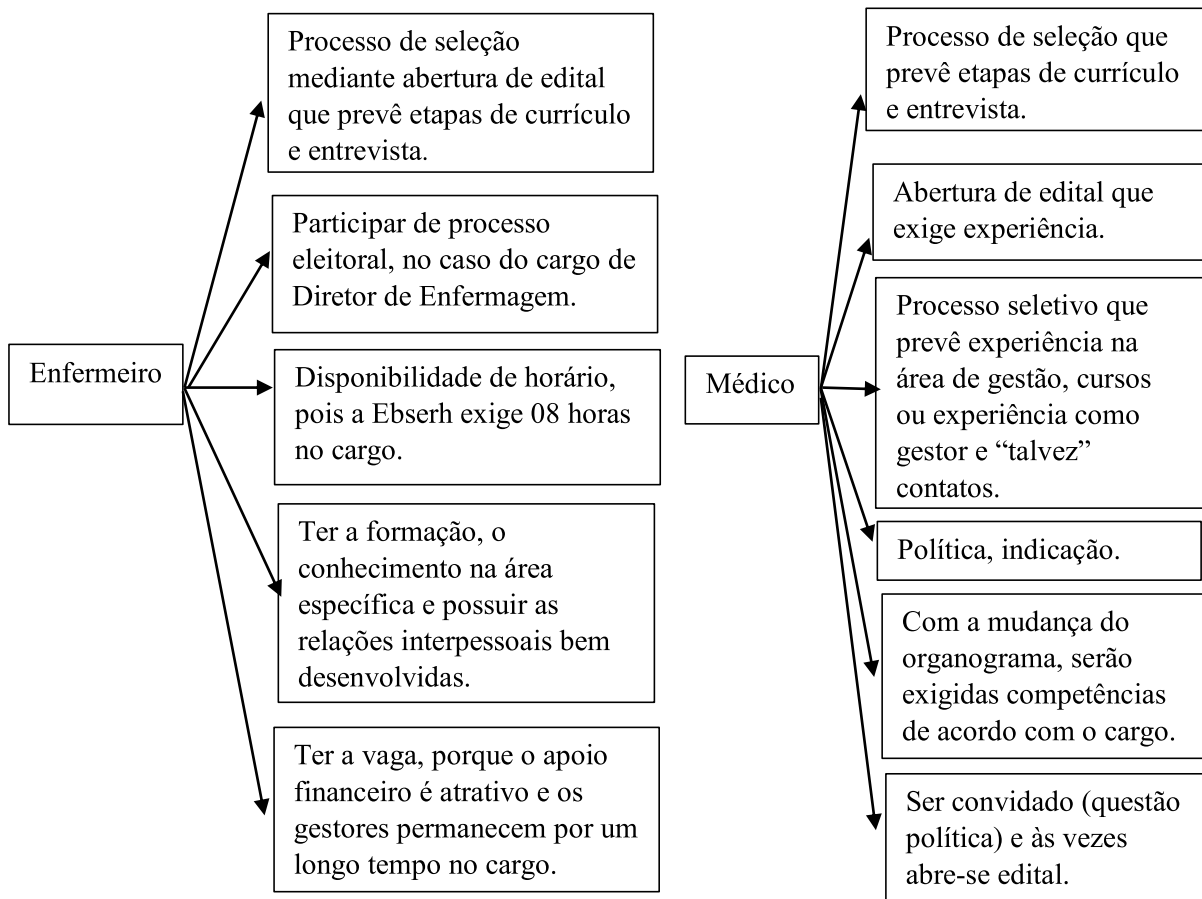 Enfermeiro
Processo de seleção
mediante abertura de edital
que prevê etapas de currículo
e entrevista.
Participar de processo
eleitoral, no caso do cargo de
Diretor de Enfermagem.
Disponibilidade de horário,
pois a Ebserh exige 08 horas
no cargo.
Ter a formação, o
conhecimento na área
específica e possuir as
relações interpessoais bem
desenvolvidas.
Ter a vaga, porque o apoio
financeiro é atrativo e os
gestores permanecem por um
longo tempo no cargo.
Médico
Processo de seleção que
prevê etapas de currículo
e entrevista.
Abertura de edital que
exige experiência.
Processo seletivo que
prevê experiência na
área de gestão, cursos
ou experiência como
gestor e “talvez”
contatos.
Política, indicação.
Com a mudança do
organograma, serão
exigidas competências
de acordo com o cargo.
Ser convidado (questão
política) e às vezes
abre-se edital.